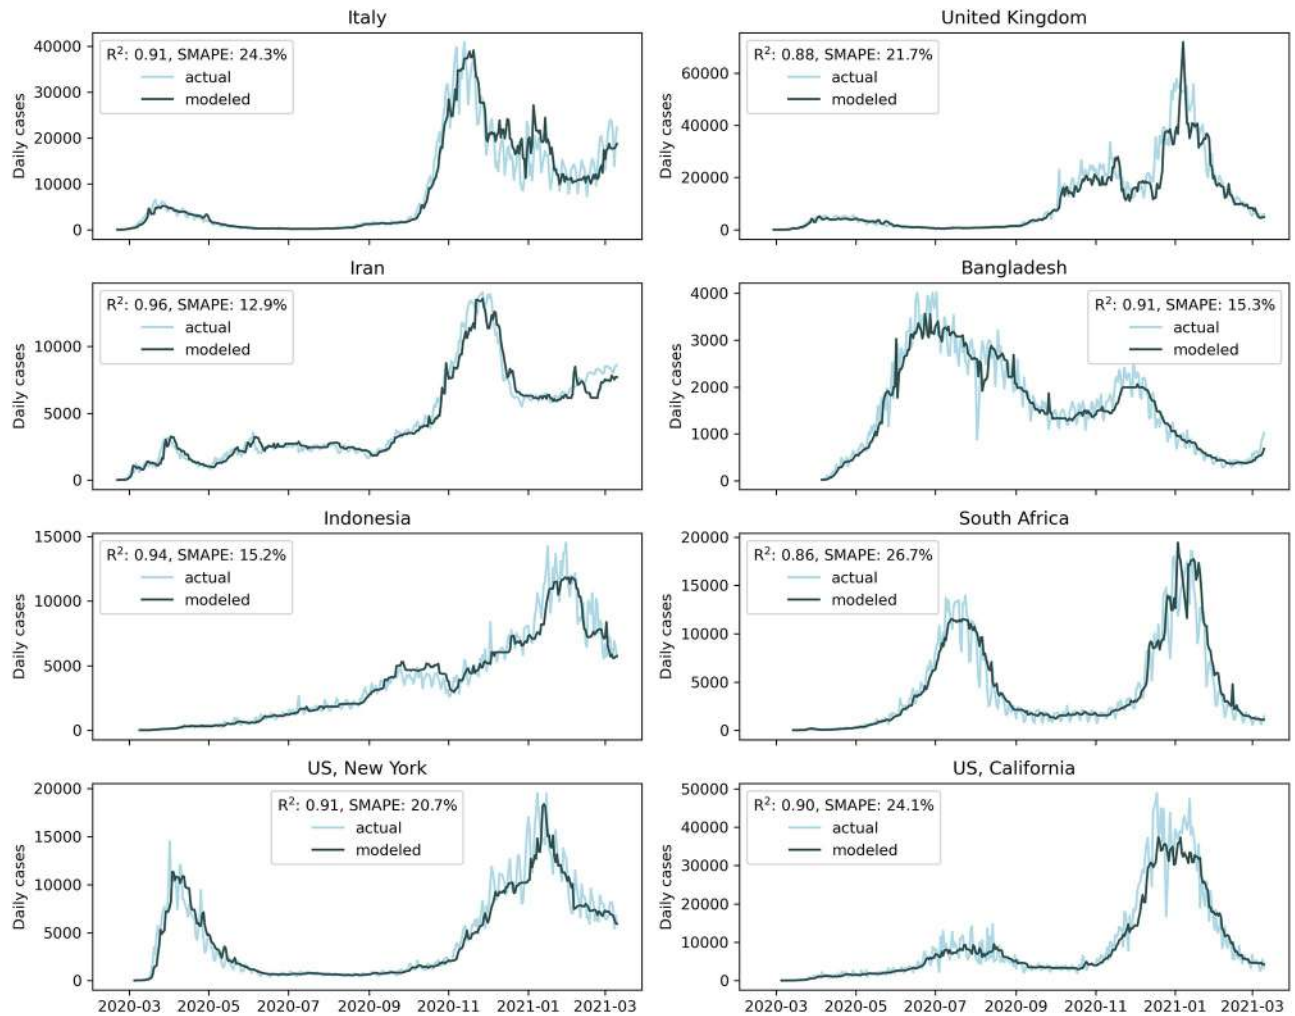 Italy
R²: 0.91, SMAPE: 24.3%
actual
modeled
Daily cases
40000
30000
20000
10000
0
United Kingdom
R²: 0.88, SMAPE: 21.7%
actual
modeled
Daily cases
60000
40000
20000
0
Iran
R²: 0.96, SMAPE: 12.9%
actual
modeled
Daily cases
10000
5000
0
Bangladesh
R²: 0.91, SMAPE: 15.3%
actual
modeled
Daily cases
4000
3000
2000
1000
0
Indonesia
R²: 0.94, SMAPE: 15.2%
actual
modeled
Daily cases
15000
10000
5000
0
South Africa
R²: 0.86, SMAPE: 26.7%
actual
modeled
Daily cases
20000
15000
10000
5000
0
US, New York
R²: 0.91, SMAPE: 20.7%
actual
modeled
Daily cases
20000
15000
10000
5000
0
2020-03 2020-05 2020-07 2020-09 2020-11 2021-01 2021-03
US, California
R²: 0.90, SMAPE: 24.1%
actual
modeled
Daily cases
50000
40000
30000
20000
10000
0
2020-03 2020-05 2020-07 2020-09 2020-11 2021-01 2021-03